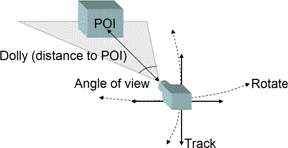 POI
Dolly (distance to POI)
Angle of view
Rotate
Track